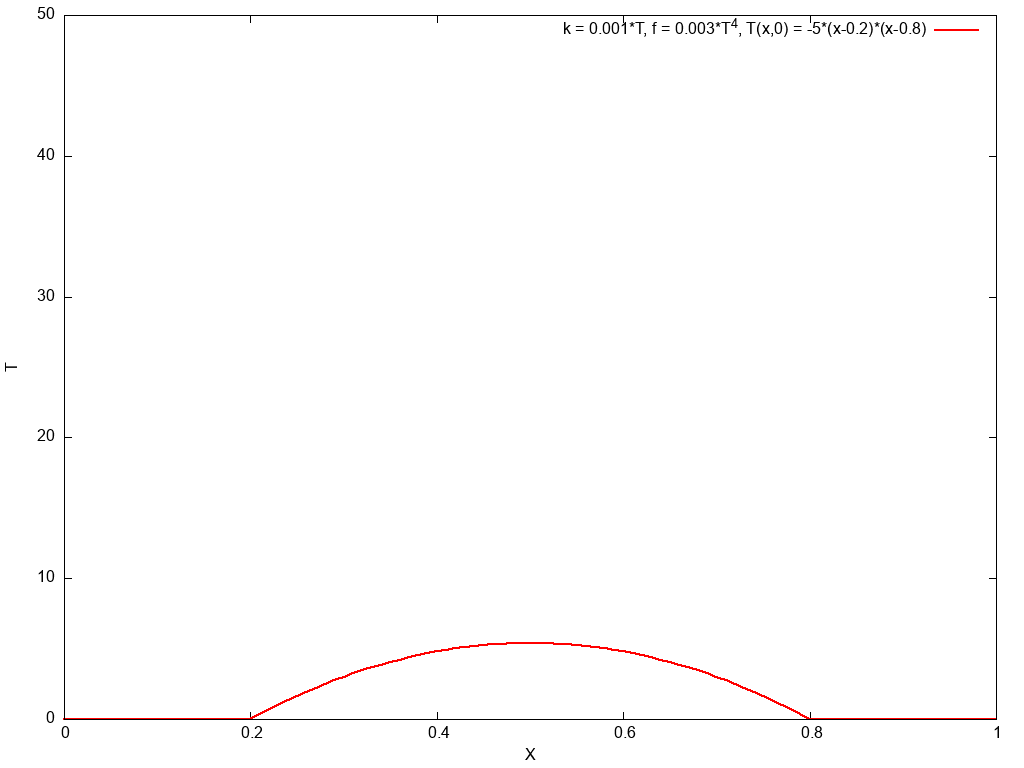 50
k = 0.001*T, f = 0.003*T⁴, T(x,0) = -5*(x-0.2)*(x-0.8)
40
30
T
20
10
0
0 0.2 0.4 0.6 0.8 1
X